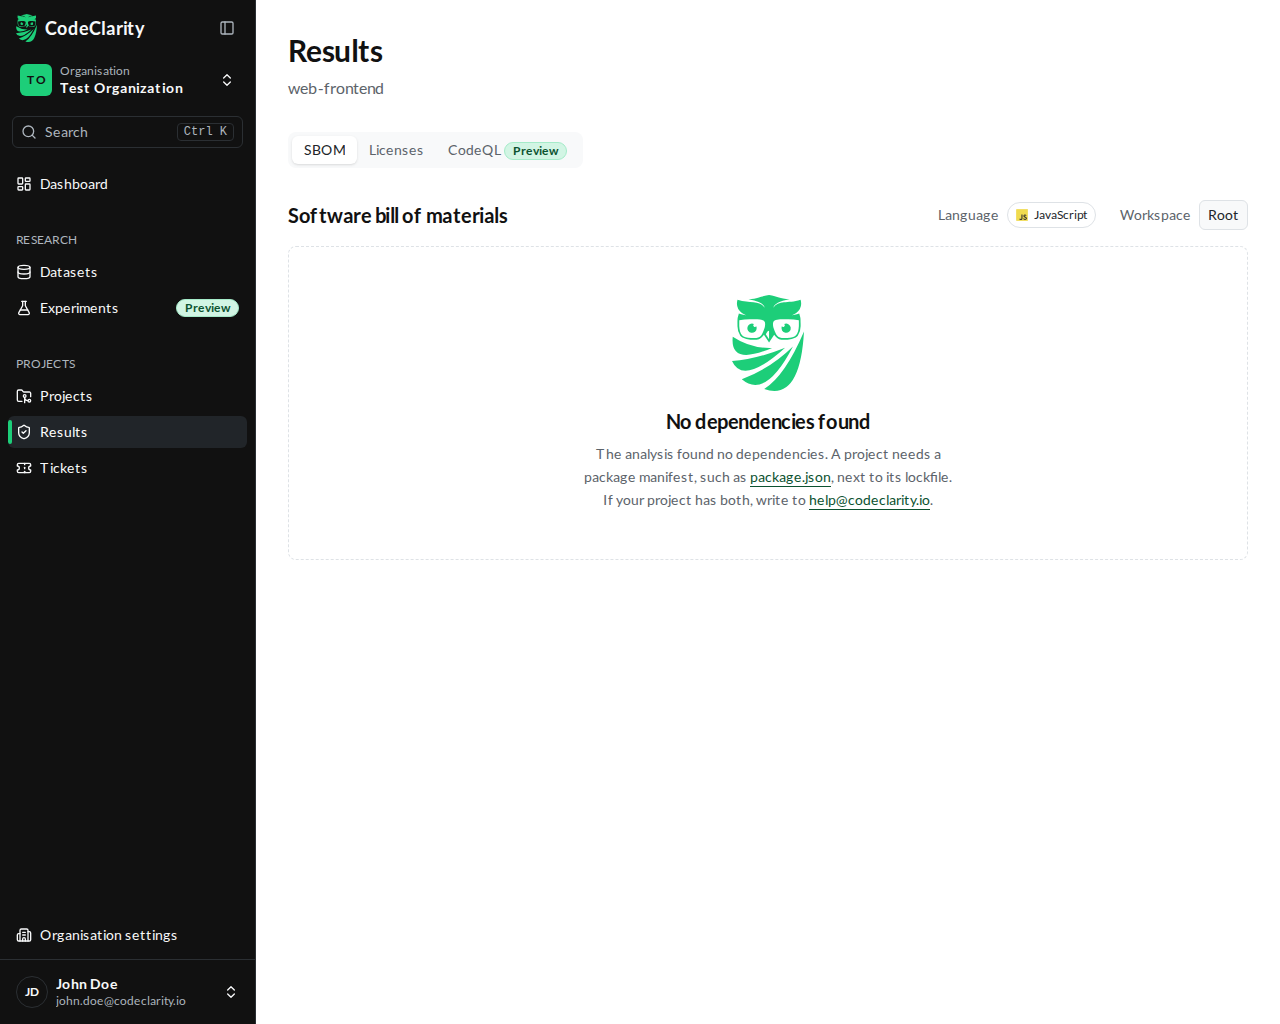 CodeClarity
TO
Organisation
Test Organization
Search
Ctrl K
Dashboard
RESEARCH
Datasets
Experiments
Preview
PROJECTS
Projects
Results
Tickets
Organisation settings
JD
John Doe
john.doe@codeclarity.io
Results
web-frontend
SBOM
Licenses
CodeQL
Preview
Software bill of materials
Language
JS
JavaScript
Workspace
Root
No dependencies found
The analysis found no dependencies. A project needs a
package manifest, such as package.json, next to its lockfile.
If your project has both, write to help@codeclarity.io.